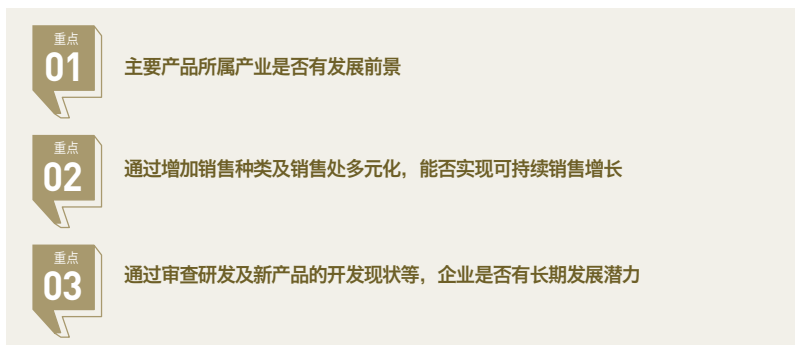 重点
01
主要产品所属产业是否有发展前景
重点
02
通过增加销售种类及销售处多元化，能否实现可持续销售增长
重点
03
通过审查研发及新产品的开发现状等，企业是否有长期发展潜力